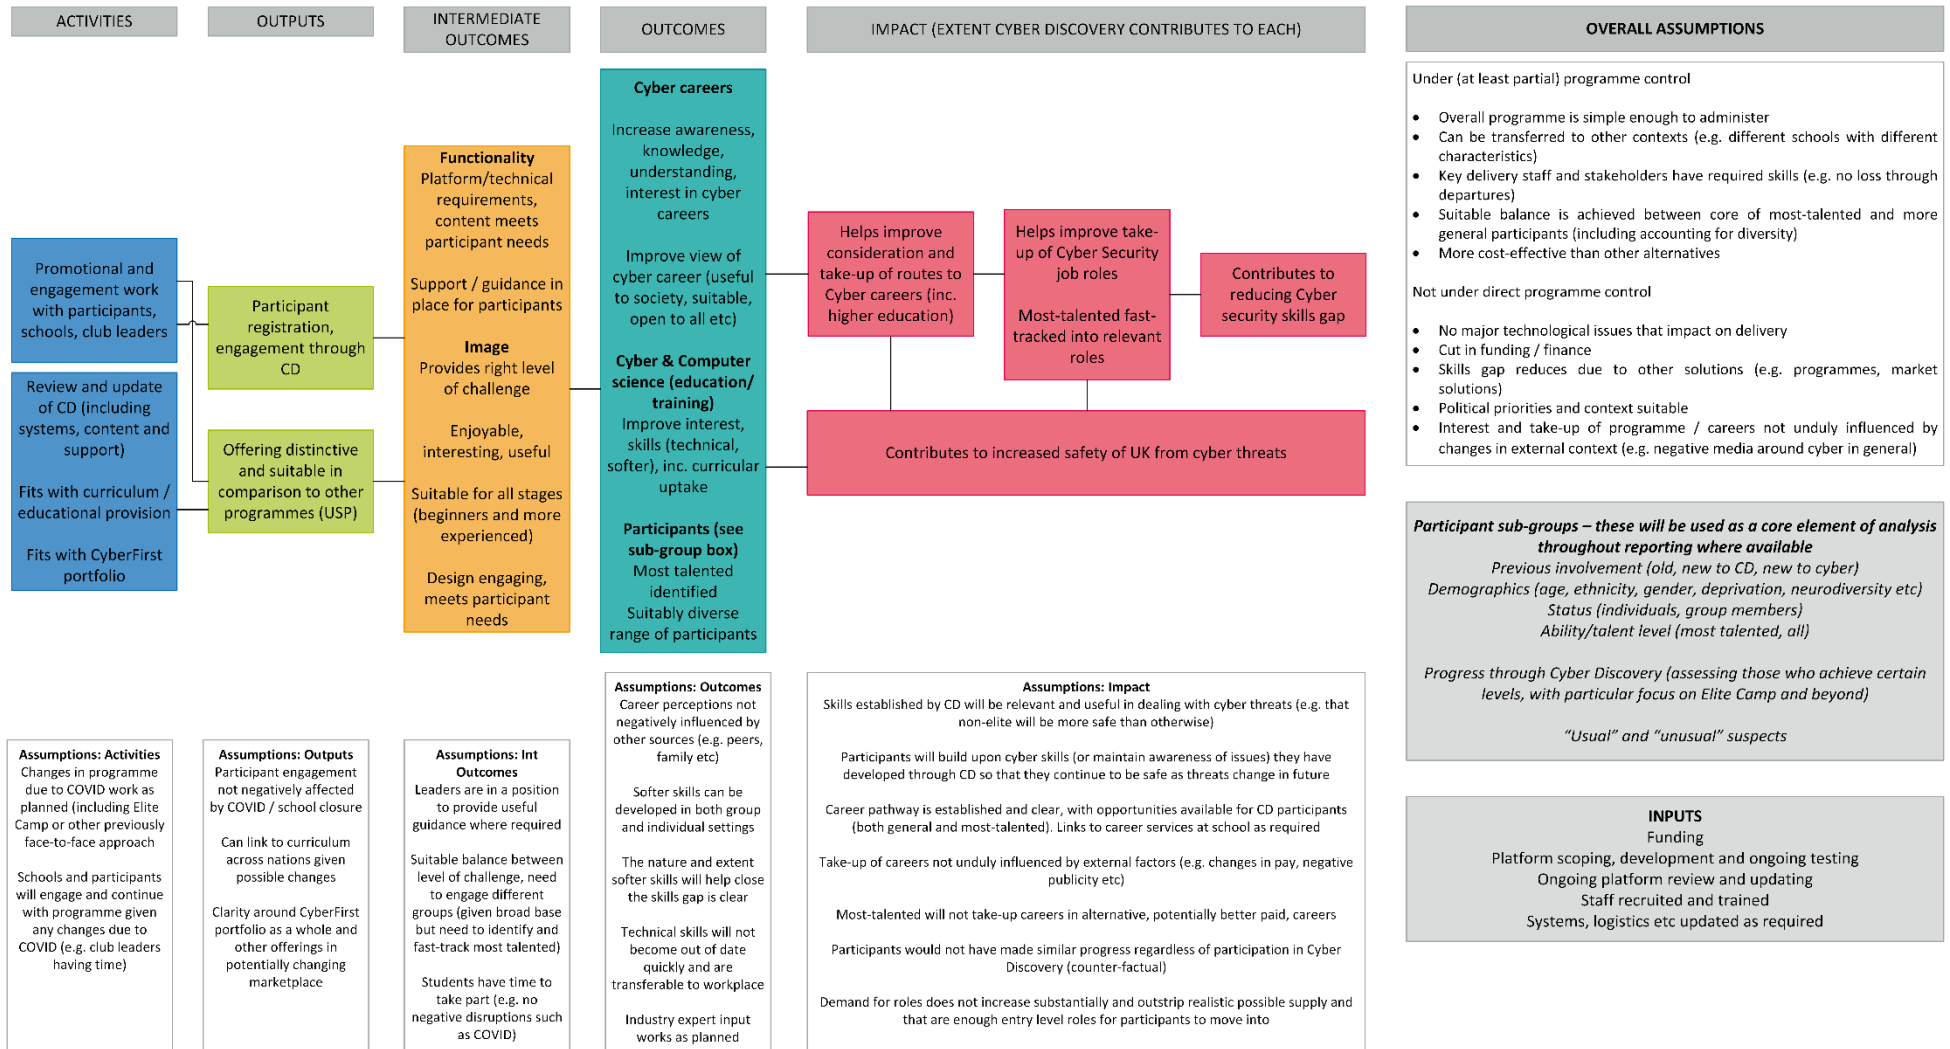 ACTIVITIES
OUTPUTS
INTERMEDIATE
OUTCOMES
OUTCOMES
IMPACT (EXTENT CYBER DISCOVERY CONTRIBUTES TO EACH)
OVERALL ASSUMPTIONS
Promotional and
engagement work
with participants,
schools, club leaders
Review and update
of CD (including
systems, content and
support)
Fits with curriculum /
educational provision
Fits with CyberFirst
portfolio
Participant
registration,
engagement through
CD
Offering distinctive
and suitable in
comparison to other
programmes (USP)
Functionality
Platform/technical
requirements,
content meets
participant needs
Support / guidance in
place for participants
Image
Provides right level
of challenge
Enjoyable,
interesting, useful
Suitable for all stages
(beginners and more
experienced)
Design engaging,
meets participant
needs
Cyber careers
Increase awareness,
knowledge,
understanding,
interest in cyber
careers
Improve view of
cyber career (useful
to society, suitable,
open to all etc)
Cyber & Computer
science (education/
training)
Improve interest,
skills (technical,
softer), inc. curricular
uptake
Participants (see
sub-group box)
Most talented
identified
Suitably diverse
range of participants
Helps improve
consideration and
take-up of routes to
Cyber careers (inc.
higher education)
Helps improve take-
up of Cyber Security
job roles
Most-talented fast-
tracked into relevant
roles
Contributes to
reducing Cyber
security skills gap
Contributes to increased safety of UK from cyber threats
Under (at least partial) programme control
• Overall programme is simple enough to administer
• Can be transferred to other contexts (e.g. different schools with different
characteristics)
• Key delivery staff and stakeholders have required skills (e.g. no loss through
departures)
• Suitable balance is achieved between core of most-talented and more
general participants (including accounting for diversity)
• More cost-effective than other alternatives
Not under direct programme control
• No major technological issues that impact on delivery
• Cut in funding / finance
• Skills gap reduces due to other solutions (e.g. programmes, market
solutions)
• Political priorities and context suitable
• Interest and take-up of programme / careers not unduly influenced by
changes in external context (e.g. negative media around cyber in general)
Participant sub-groups – these will be used as a core element of analysis
throughout reporting where available
Previous involvement (old, new to CD, new to cyber)
Demographics (age, ethnicity, gender, deprivation, neurodiversity etc)
Status (individuals, group members)
Ability/talent level (most talented, all)
Progress through Cyber Discovery (assessing those who achieve certain
levels, with particular focus on Elite Camp and beyond)
“Usual” and “unusual” suspects
INPUTS
Funding
Platform scoping, development and ongoing testing
Ongoing platform review and updating
Staff recruited and trained
Systems, logistics etc updated as required
Assumptions: Activities
Changes in programme
due to COVID work as
planned (including Elite
Camp or other previously
face-to-face approach
Schools and participants
will engage and continue
with programme given
any changes due to
COVID (e.g. club leaders
having time)
Assumptions: Outputs
Participant engagement
not negatively affected
by COVID / school closure
Can link to curriculum
across nations given
possible changes
Clarity around CyberFirst
portfolio as a whole and
other offerings in
potentially changing
marketplace
Assumptions: Int
Outcomes
Leaders are in a position
to provide useful
guidance where required
Suitable balance between
level of challenge, need
to engage different
groups (given broad base
but need to identify and
fast-track most talented)
Students have time to
take part (e.g. no
negative disruptions such
as COVID)
Assumptions: Outcomes
Career perceptions not
negatively influenced by
other sources (e.g. peers,
family etc)
Softer skills can be
developed in both group
and individual settings
The nature and extent
softer skills will help close
the skills gap is clear
Technical skills will not
become out of date
quickly and are
transferable to workplace
Industry expert input
works as planned
Assumptions: Impact
Skills established by CD will be relevant and useful in dealing with cyber threats (e.g. that
non-elite will be more safe than otherwise)
Participants will build upon cyber skills (or maintain awareness of issues) they have
developed through CD so that they continue to be safe as threats change in future
Career pathway is established and clear, with opportunities available for CD participants
(both general and most-talented). Links to career services at school as required
Take-up of careers not unduly influenced by external factors (e.g. changes in pay, negative
publicity etc)
Most-talented will not take-up careers in alternative, potentially better paid, careers
Participants would not have made similar progress regardless of participation in Cyber
Discovery (counter-factual)
Demand for roles does not increase substantially and outstrip realistic possible supply and
that are enough entry level roles for participants to move into